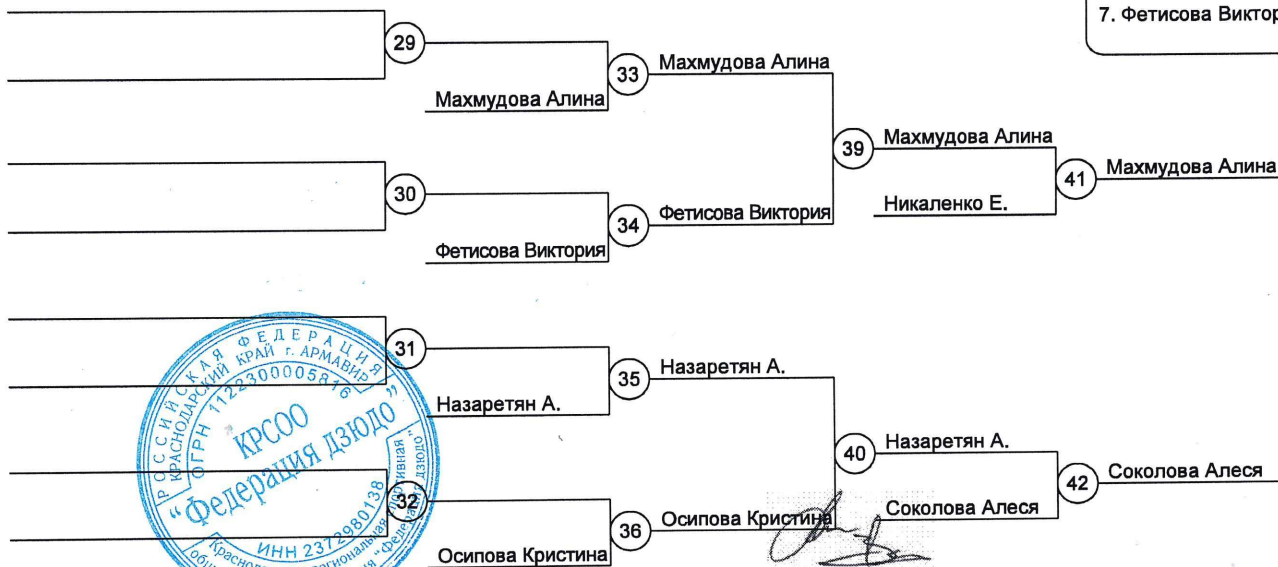 7. Фетисова Виктор
29
33
Махмудова Алина
Махмудова Алина
39
Махмудова Алина
41
Махмудова Алина
Никаленко Е.
30
34
Фетисова Виктория
Фетисова Виктория
31
35
Назаретян А.
Назаретян А.
40
Назаретян А.
42
Соколова Алеся
Соколова Алеся
32
36
Осипова Кристина
Осипова Кристина
РОССИЙСКАЯ ФЕДЕРАЦИЯ
КРАСНОДАРСКИЙ КРАЙ г. АРМАВИР
ОГРН 1122300005816
КРСОО
"Федерация дзюдо"
ИНН 2372980138